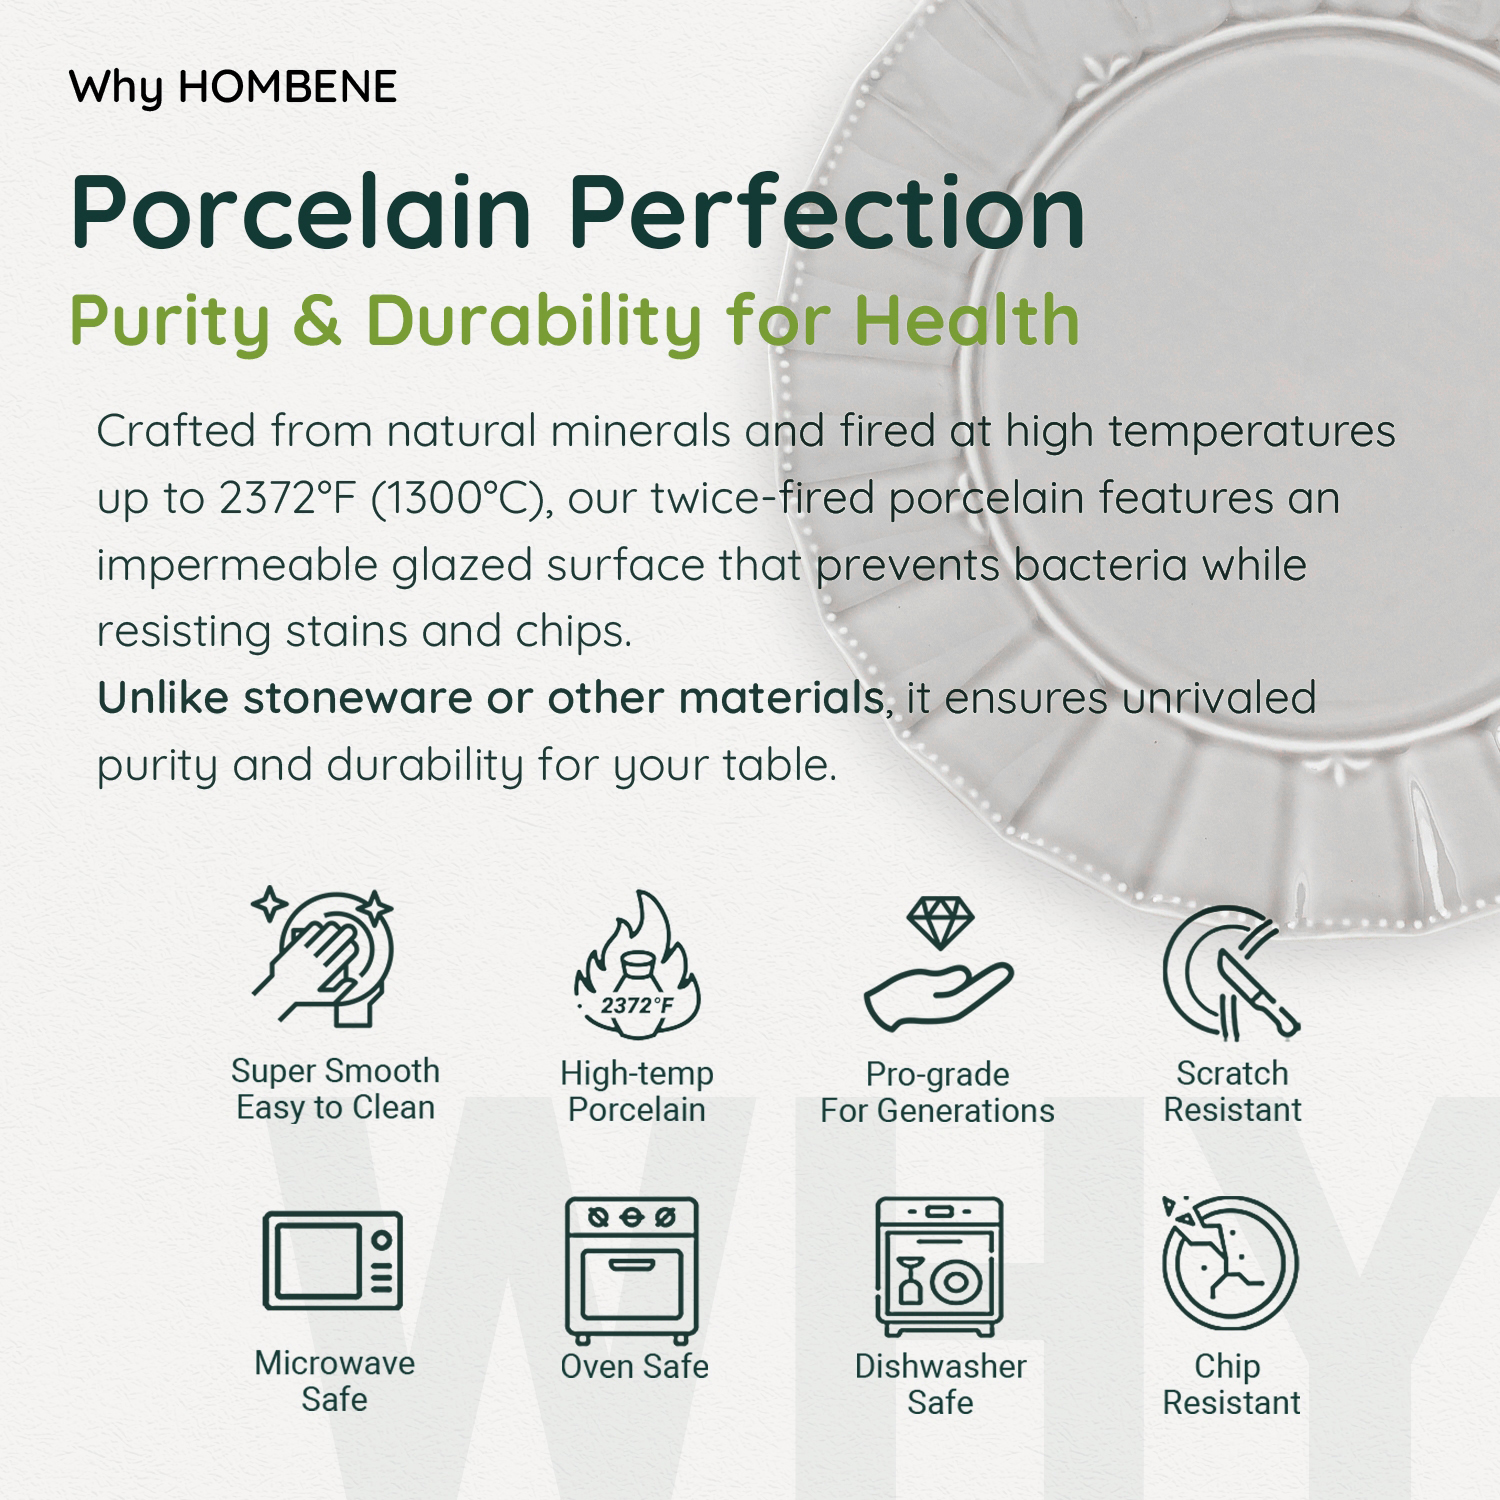 Why HOMBENE
Porcelain Perfection
Purity & Durability for Health
Crafted from natural minerals and fired at high temperatures
up to 2372°F (1300°C), our twice-fired porcelain features an
impermeable glazed surface that prevents bacteria while
resisting stains and chips.
Unlike stoneware or other materials, it ensures unrivaled
purity and durability for your table.
2372°F
Super Smooth
Easy to Clean
High-temp
Porcelain
Pro-grade
For Generations
Scratch
Resistant
Microwave
Safe
Oven Safe
Dishwasher
Safe
Chip
Resistant
WHY